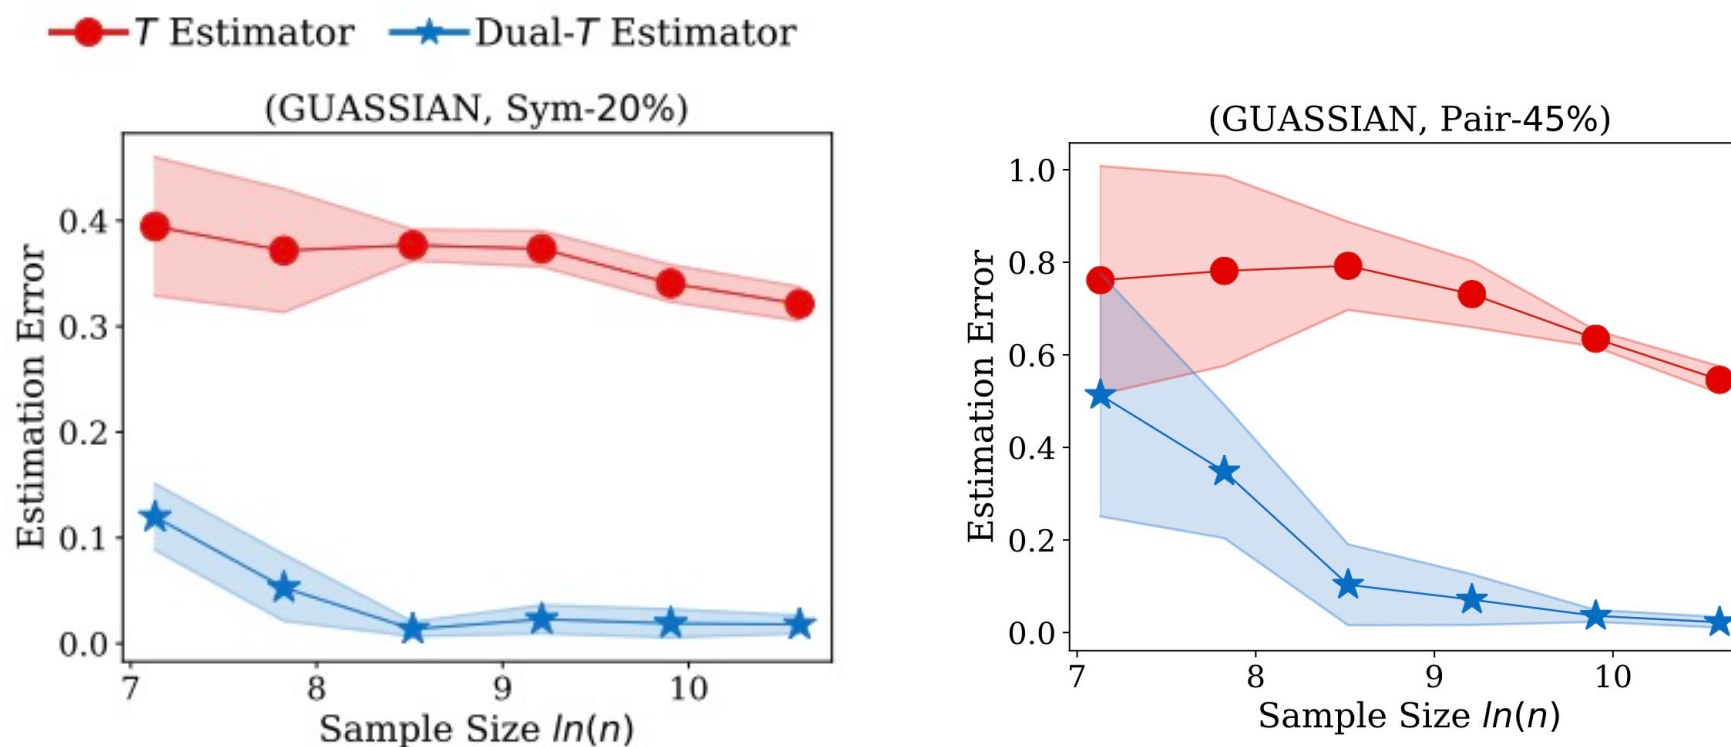 T Estimator Dual-T Estimator
(GUASSIAN, Sym-20%)
Estimation Error
0.4
0.3
0.2
0.1
0.0
7 8 9 10
Sample Size ln(n)
(GUASSIAN, Pair-45%)
Estimation Error
1.0
0.8
0.6
0.4
0.2
0.0
7 8 9 10
Sample Size ln(n)